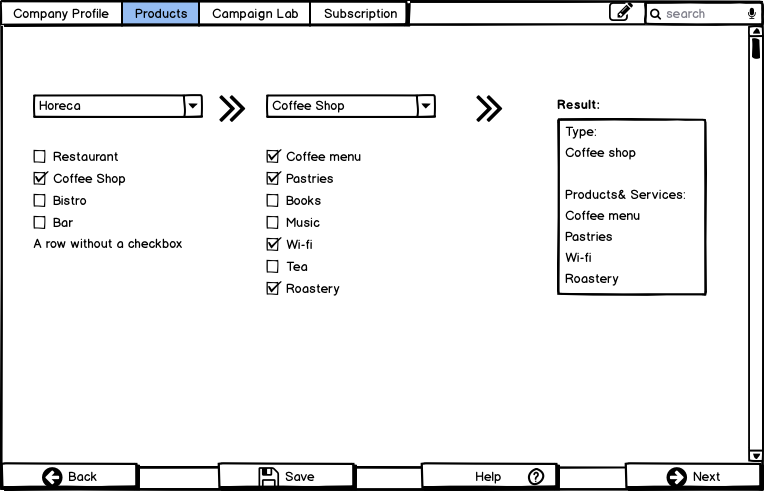 Company Profile
Products
Campaign Lab
Subscription
search
Horeca
Coffee Shop
Restaurant
Coffee Shop
Bistro
Bar
A row without a checkbox
Coffee menu
Pastries
Books
Music
Wi-fi
Tea
Roastery
Result:
Type:
Coffee shop
Products& Services:
Coffee menu
Pastries
Wi-fi
Roastery
Back
Save
Help ?
Next